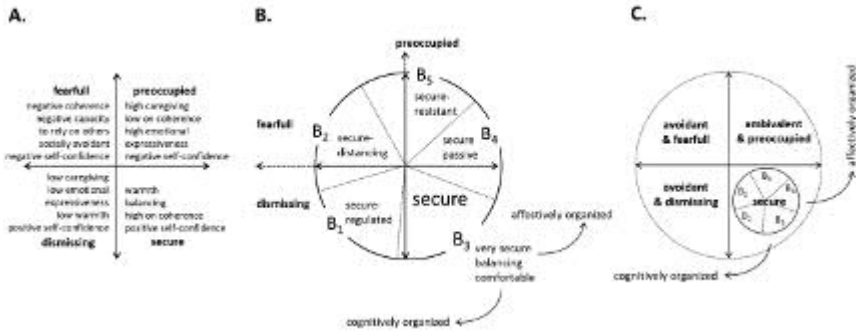 A.
fearfull
negative coherence
negative capacity
to rely on others
socially avoidant
negative self-confidence
preoccupied
high caregiving
low on coherence
high emotional
expressiveness
negative self-confidence
low caregiving
low emotional
expressiveness
low warmth
positive self-confidence
dismissing
warmth
balancing
high on coherence
positive self-confidence
secure
B.
preoccupied
fearfull
dismissing
B5
secure-
resistant
B2
secure-
distancing
B4
secure
passive
secure-
regulated
B1
secure
B3
very secure
balancing
comfortable
affectively organized
cognitively organized
C.
avoidant
& fearfull
ambivalent
& preoccupied
avoident
& dismissing
secure
affectively organized
cognitively organized